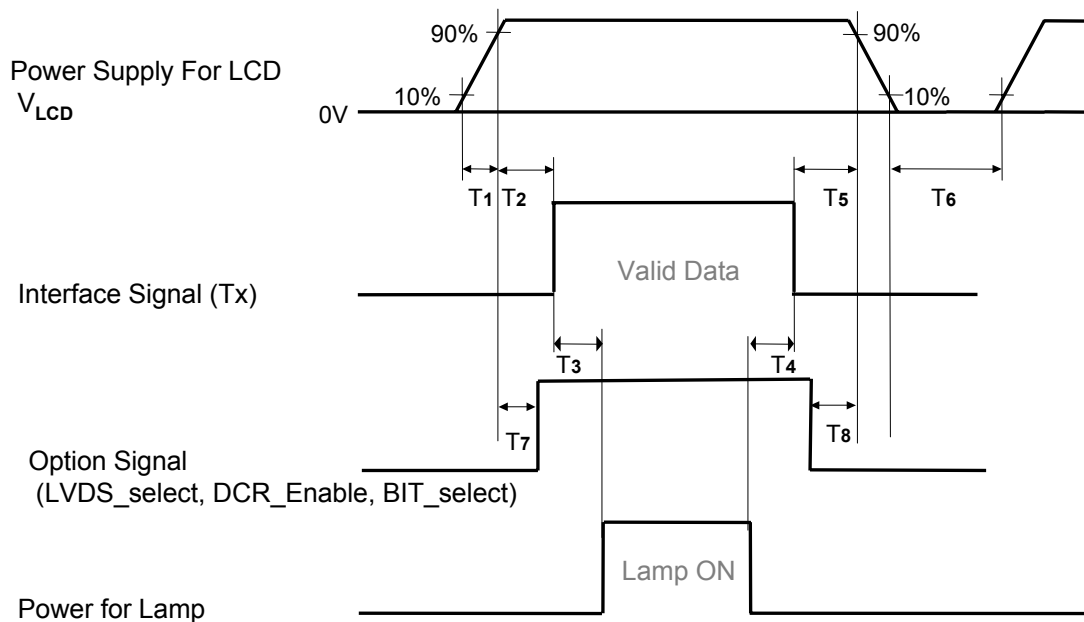 90%
90%
Power Supply For LCD
10%
10%
VLCD
0V
T1
T2
T5
T6
Valid Data
Interface Signal (Tx)
T3
T4
T7
T8
Option Signal
(LVDS_select, DCR_Enable, BIT_select)
Lamp ON
Power for Lamp